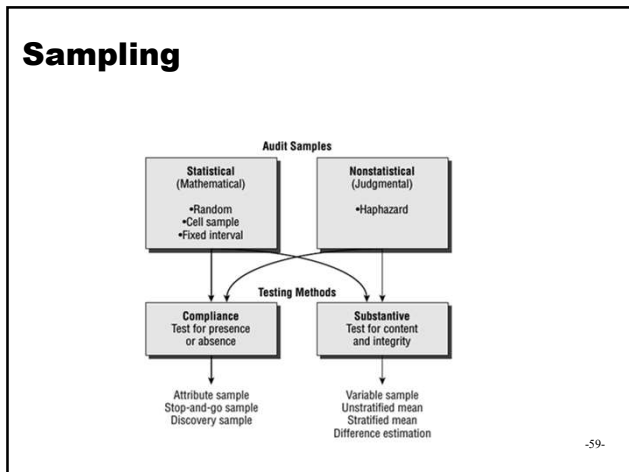 Sampling
Audit Samples
Statistical
(Mathematical)
•Random
•Cell sample
•Fixed interval
Nonstatistical
(Judgmental)
•Haphazard
Testing Methods
Compliance
Test for presence
or absence
Substantive
Test for content
and integrity
Attribute sample
Stop-and-go sample
Discovery sample
Variable sample
Unstratified mean
Stratified mean
Difference estimation
-59-